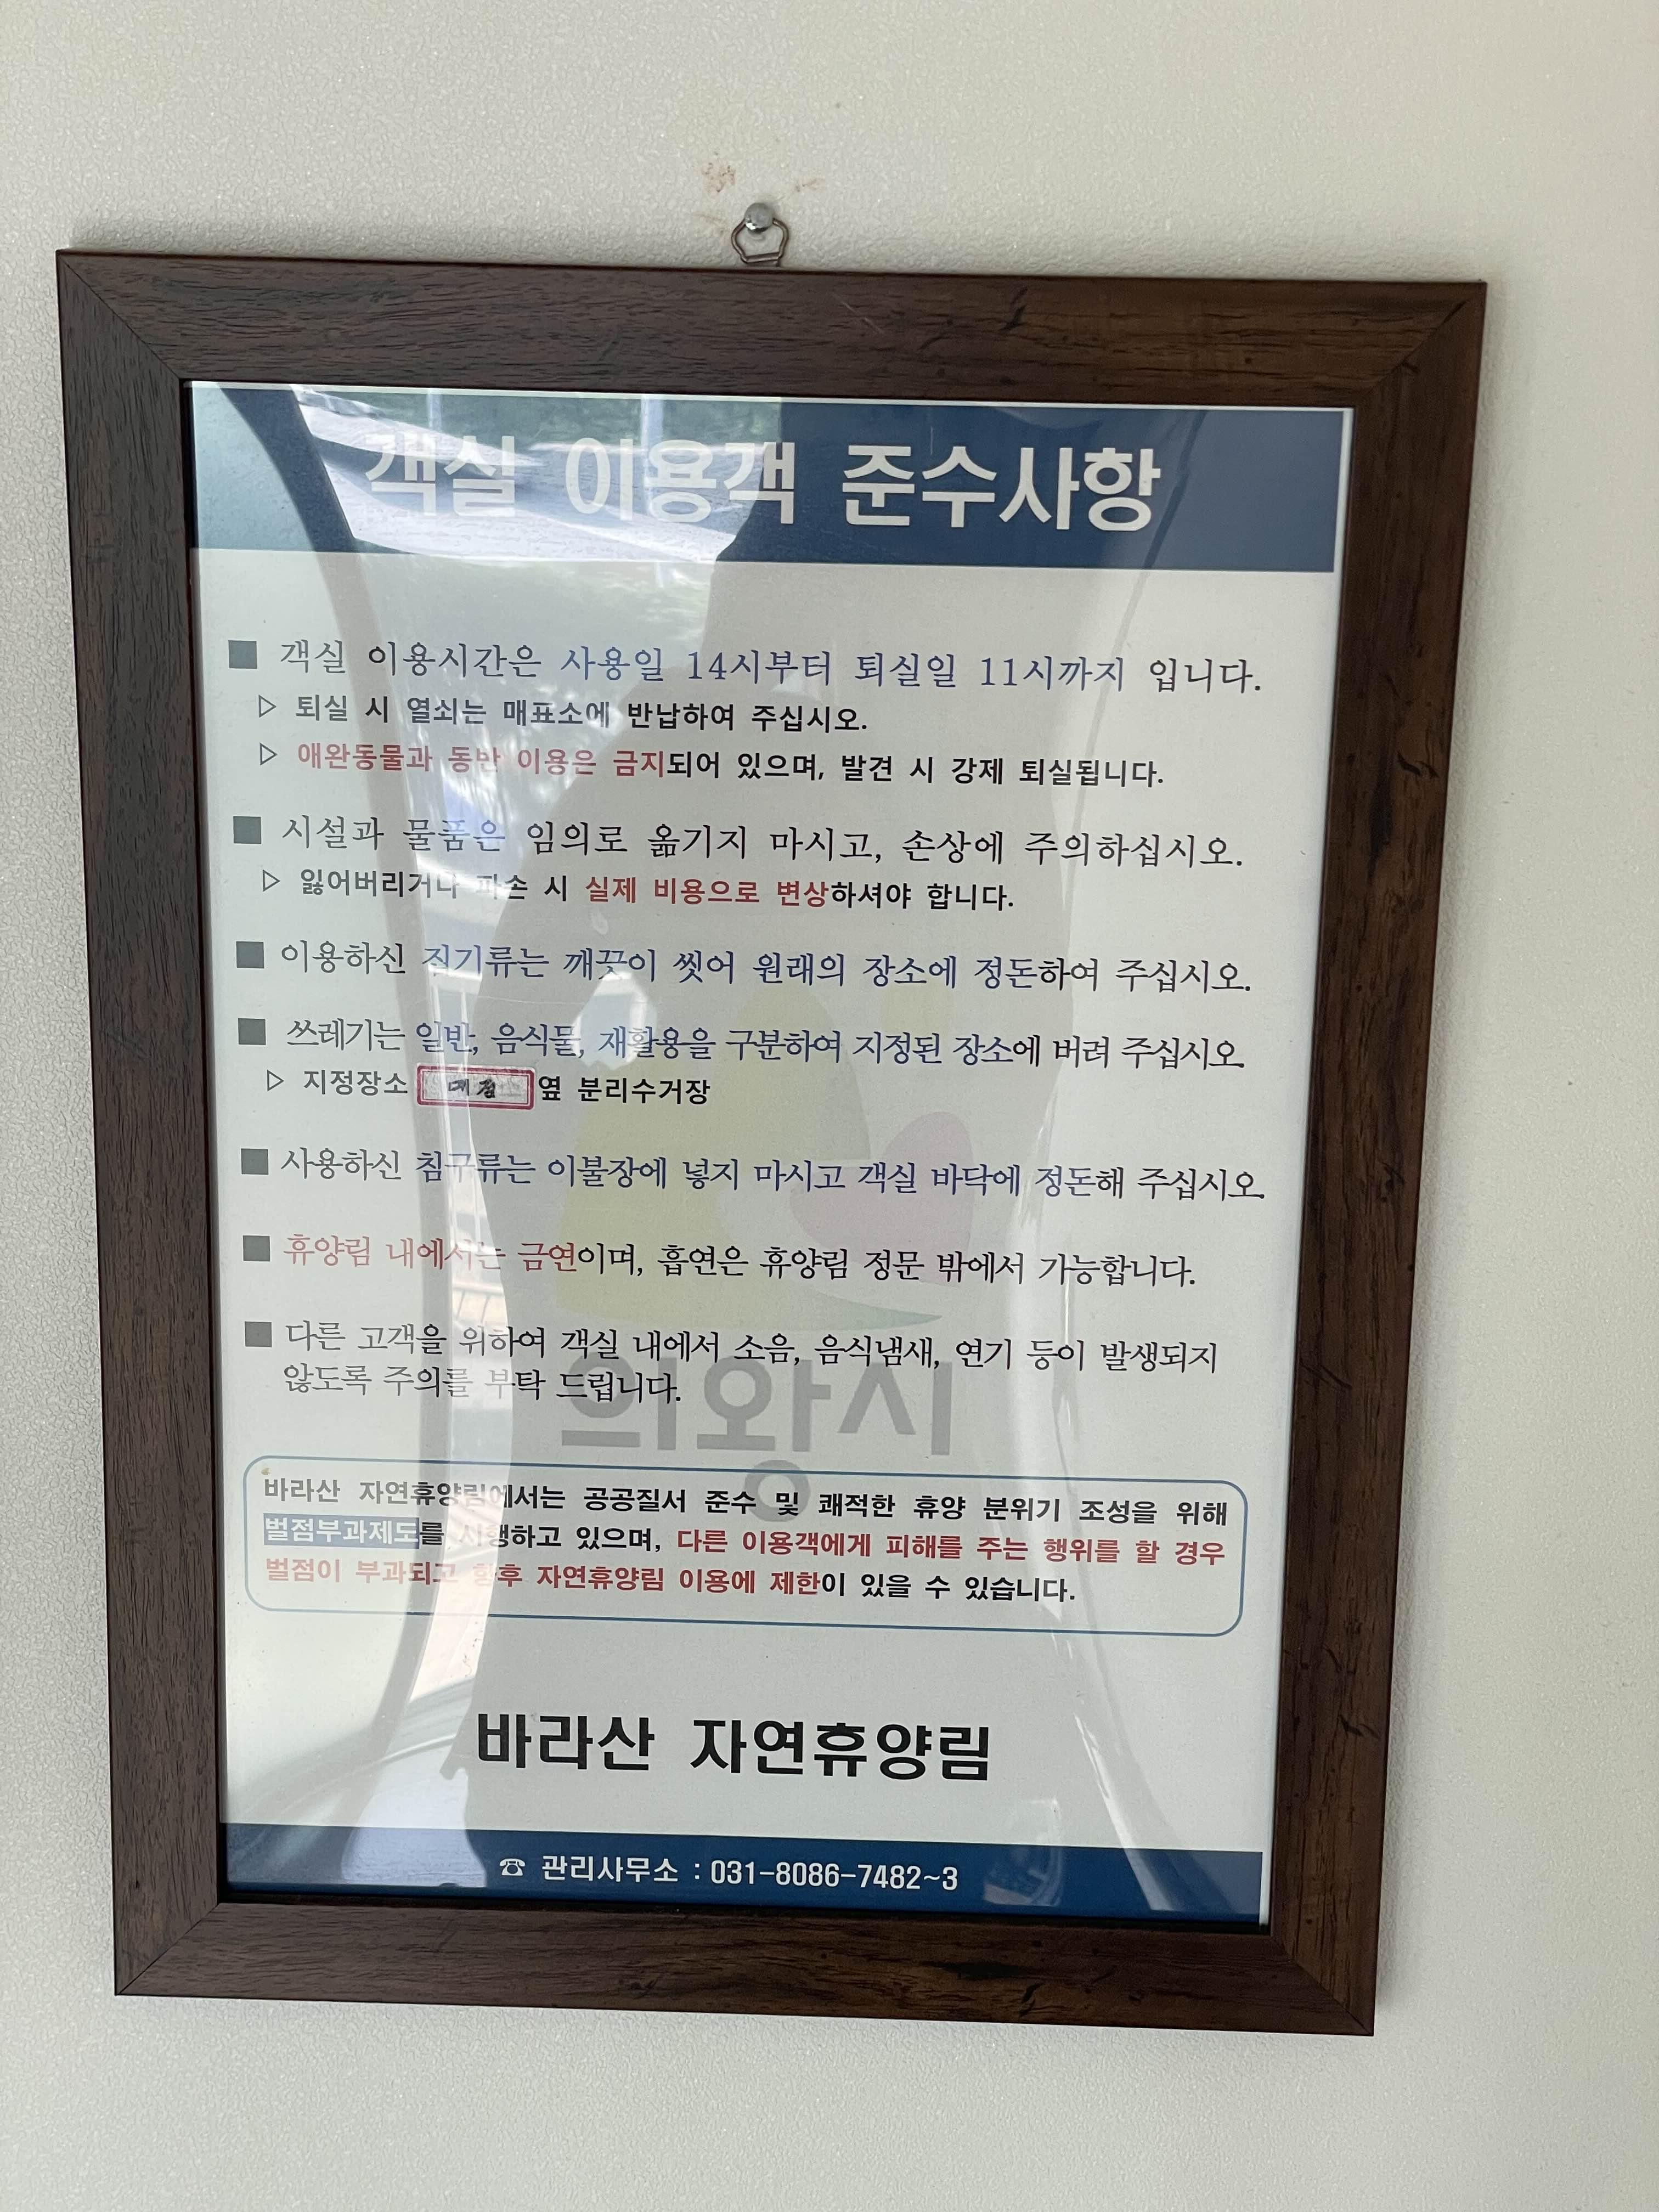 객실 이용객 준수사항
■ 객실 이용시간은 사용일 14시부터 퇴실일 11시까지 입니다.
▷ 퇴실 시 열쇠는 매표소에 반납하여 주십시오.
▷ 애완동물과 동반 이용은 금지되어 있으며, 발견 시 강제 퇴실됩니다.
■ 시설과 물품은 임의로 옮기지 마시고, 손상에 주의하십시오.
▷ 잃어버리거나 파손 시 실제 비용으로 변상하셔야 합니다.
■ 이용하신 집기류는 깨끗이 씻어 원래의 장소에 정돈하여 주십시오.
■ 쓰레기는 일반, 음식물, 재활용을 구분하여 지정된 장소에 버려 주십시오.
▷ 지정장소 옆 분리수거장
■ 사용하신 침구류는 이불장에 넣지 마시고 객실 바닥에 정돈해 주십시오.
■ 휴양림 내에서는 금연이며, 흡연은 휴양림 정문 밖에서 가능합니다.
■ 다른 고객을 위하여 객실 내에서 소음, 음식냄새, 연기 등이 발생되지
않도록 주의를 부탁 드립니다.
의왕시
바라산 자연휴양림에서는 공공질서 준수 및 쾌적한 휴양 분위기 조성을 위해
벌점부과제도를 시행하고 있으며, 다른 이용객에게 피해를 주는 행위를 할 경우
벌점이 부과되고 향후 자연휴양림 이용에 제한이 있을 수 있습니다.
바라산 자연휴양림
☎ 관리사무소 : 031-8086-7482~3